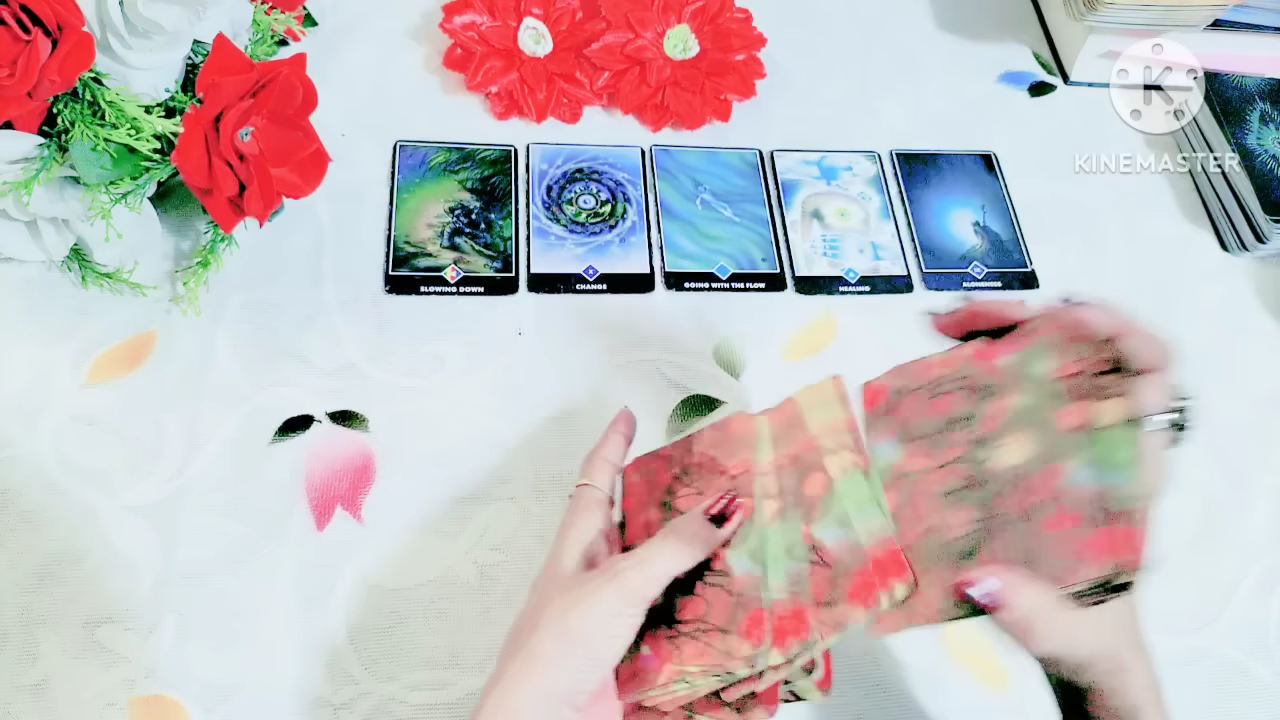 K
KINEMASTER
SLOWING DOWN
CHANGE
GOING WITH THE FLOW
HEALING
ALONENESS